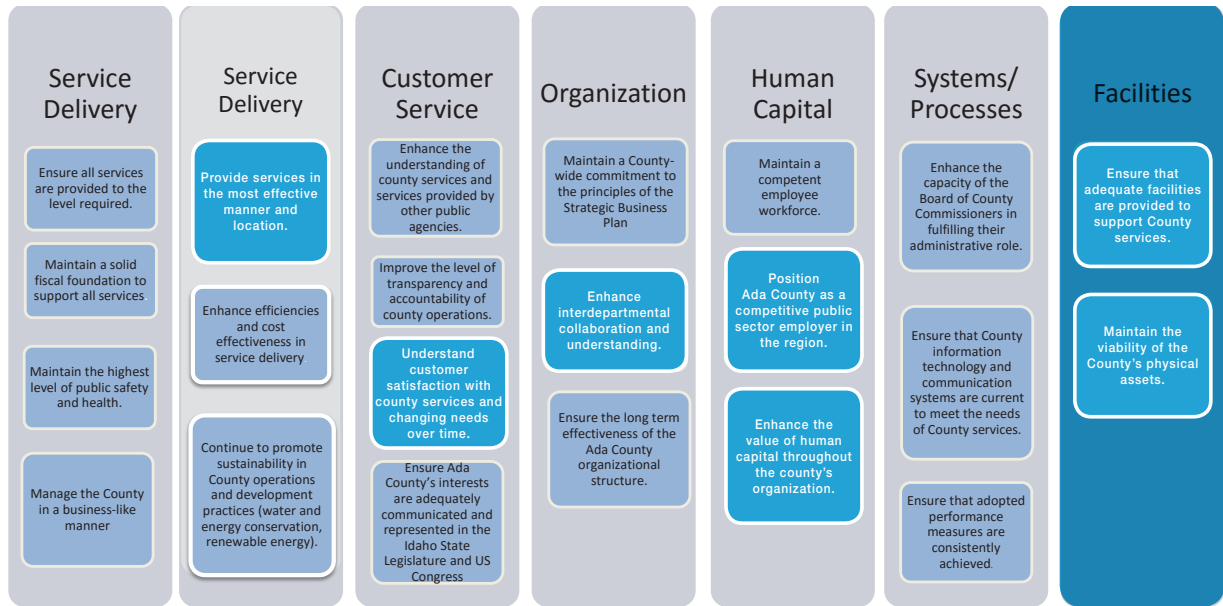 Service
Delivery
Ensure all services
are provided to the
level required.
Maintain a solid
fiscal foundation to
support all services.
Maintain the highest
level of public safety
and health.
Manage the County
in a business-like
manner
Service
Delivery
Provide services in
the most effective
manner and
location.
Enhance efficiencies
and cost
effectiveness in
service delivery
Continue to promote
sustainability in
County operations
and development
practices (water and
energy conservation,
renewable energy).
Customer
Service
Enhance the
understanding of
county services and
services provided by
other public
agencies.
Improve the level of
transparency and
accountability of
county operations.
Understand
customer
satisfaction with
county services and
changing needs
over time.
Ensure Ada
County’s interests
are adequately
communicated and
represented in the
Idaho State
Legislature and US
Congress
Organization
Maintain a County-
wide commitment to
the principles of the
Strategic Business
Plan
Enhance
interdepartmental
collaboration and
understanding.
Ensure the long term
effectiveness of the
Ada County
organizational
structure.
Human
Capital
Maintain a
competent
employee
workforce.
Position
Ada County as a
competitive public
sector employer in
the region.
Enhance the
value of human
capital throughout
the county’s
organization.
Systems/
Processes
Enhance the
capacity of the
Board of County
Commissioners in
fulfilling their
administrative role.
Ensure that County
information
technology and
communication
systems are current
to meet the needs
of County services.
Ensure that adopted
performance
measures are
consistently
achieved.
Facilities
Ensure that
adequate facilities
are provided to
support County
services.
Maintain the
viability of the
County’s physical
assets.